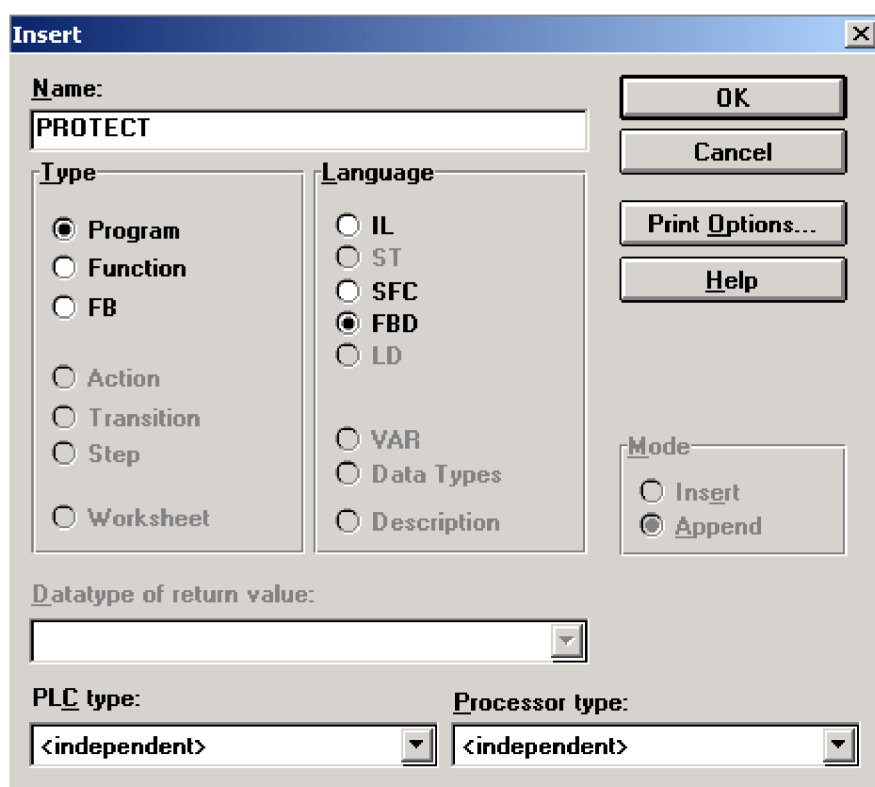 Insert
Name:
PROTECT
OK
Cancel
Print Options...
Help
Type
Program
Function
FB
Action
Transition
Step
Worksheet
Language
IL
ST
SFC
FBD
LD
VAR
Data Types
Description
Mode
Insert
Append
Datatype of return value:
PLC type:
<independent>
Processor type:
<independent>